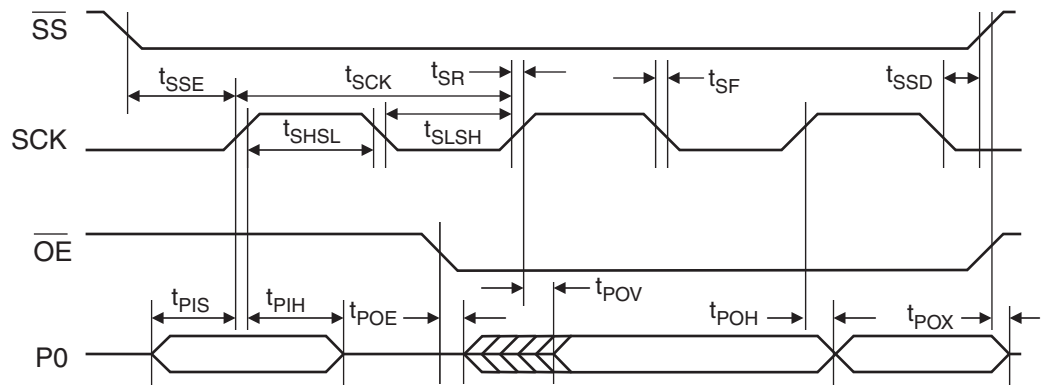 SS
tSSE
tSCK
tSR
tSF
tSSD
SCK
tSHSL
tSLSH
OE
tPIS
tPIH
tPOE
tPOV
tPOH
tPOX
P0